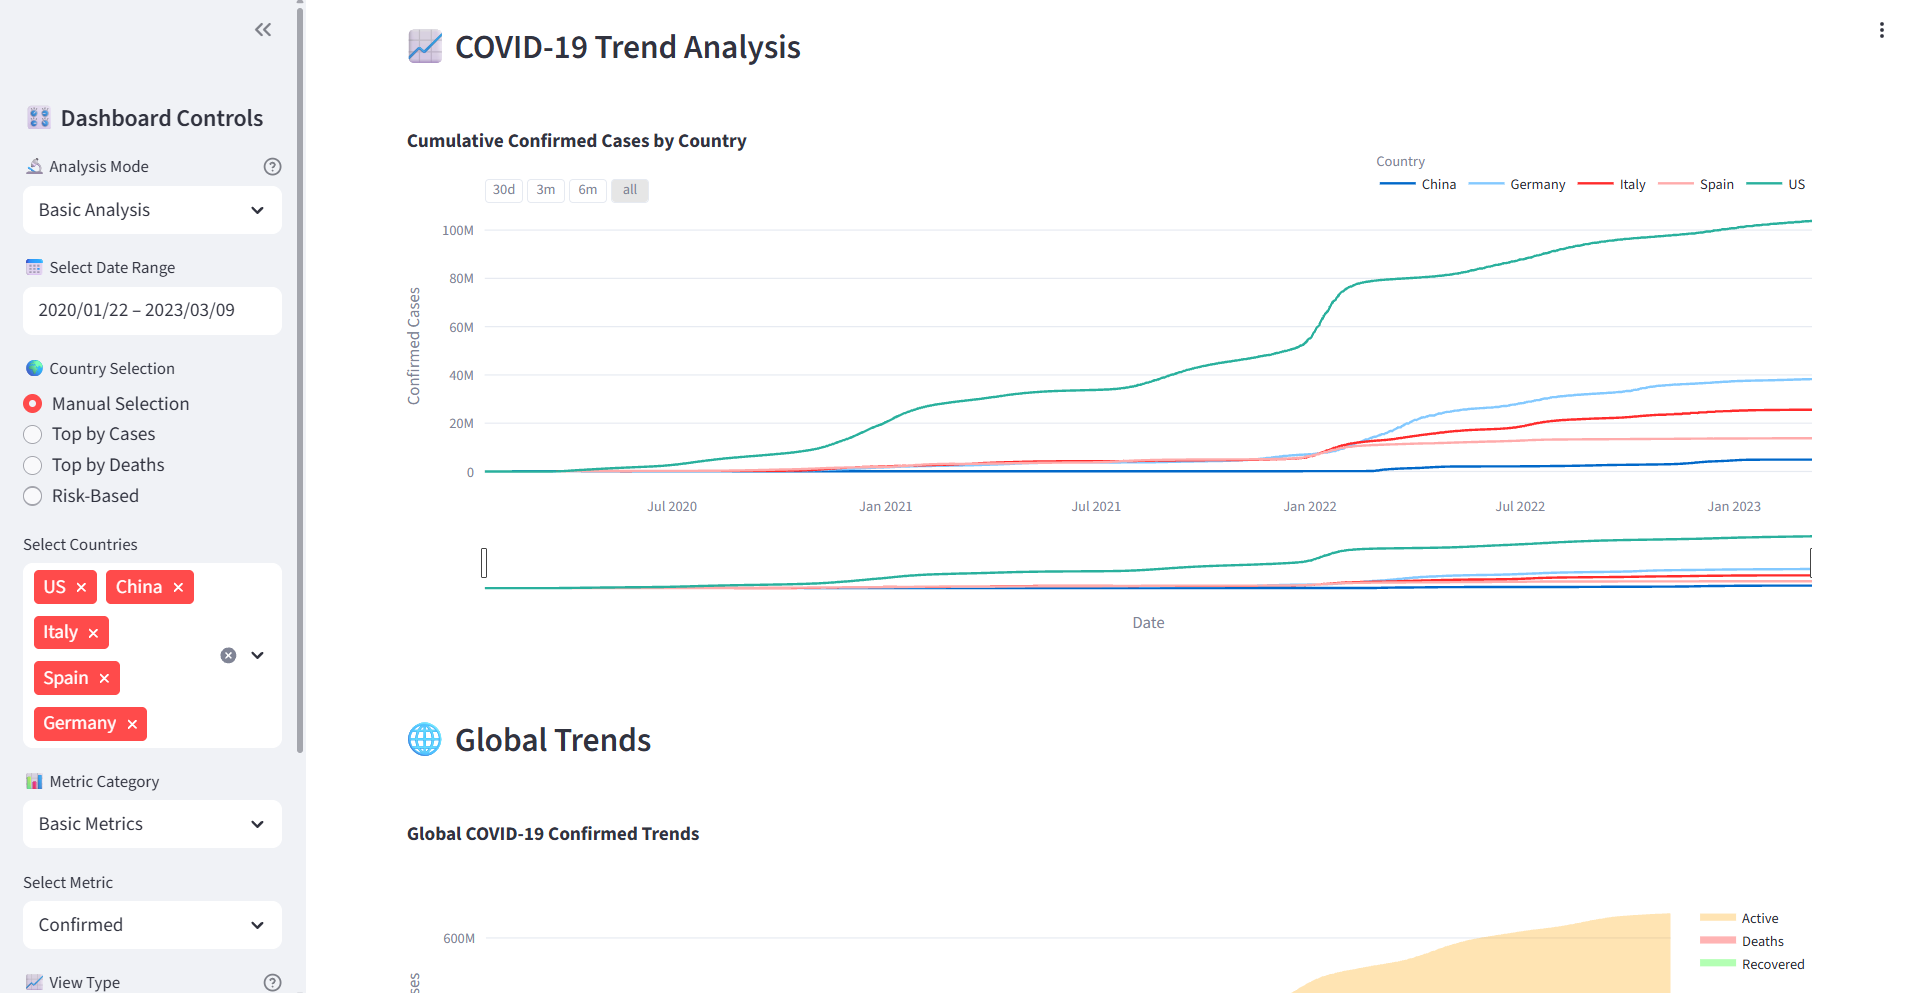 Dashboard Controls
Analysis Mode
Basic Analysis
Select Date Range
2020/01/22 – 2023/03/09
Country Selection
Manual Selection
Top by Cases
Top by Deaths
Risk-Based
Select Countries
US
China
Italy
Spain
Germany
Metric Category
Basic Metrics
Select Metric
Confirmed
View Type
COVID-19 Trend Analysis
Cumulative Confirmed Cases by Country
Country
China Germany Italy Spain US
30d 3m 6m all
Confirmed Cases
100M
80M
60M
40M
20M
0
Jul 2020 Jan 2021 Jul 2021 Jan 2022 Jul 2022 Jan 2023
Date
Global Trends
Global COVID-19 Confirmed Trends
600M
Active
Deaths
Recovered